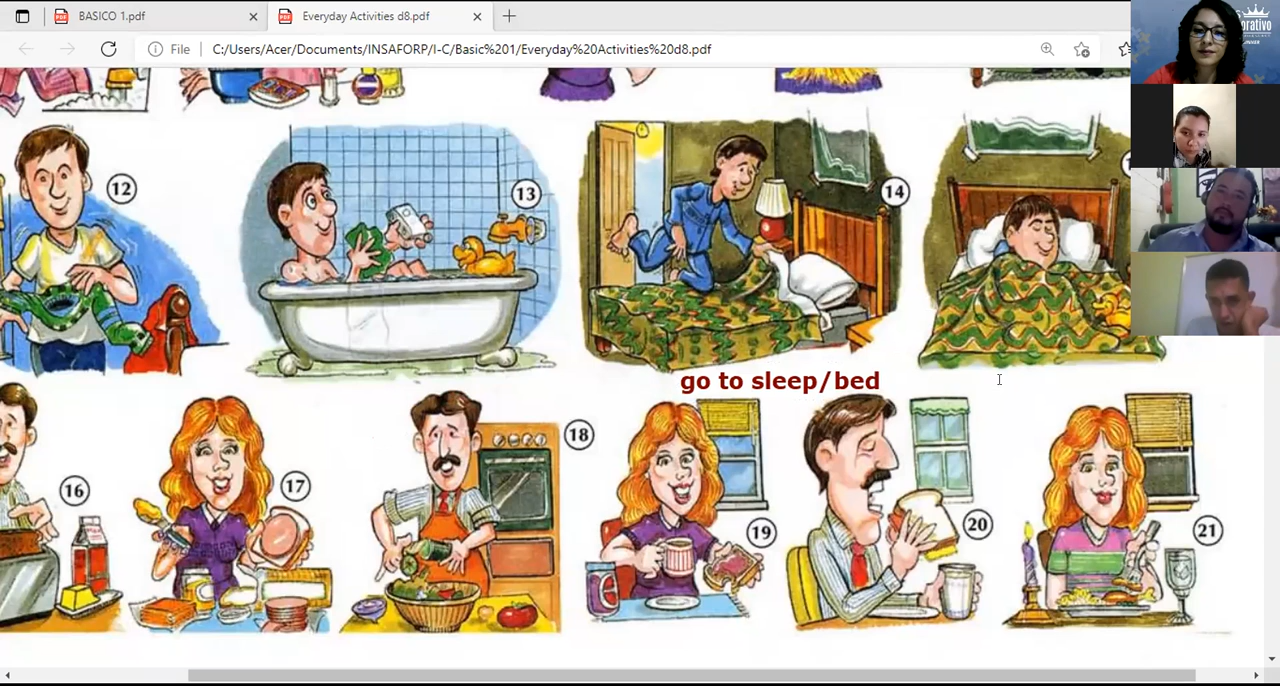 BASICO 1.pdf
Everyday Activities d8.pdf
File
C:/Users/Acer/Documents/INSAFORP/I-C/Basic%201/Everyday%20Activities%20d8.pdf
12
13
14
go to sleep/bed
16
17
18
19
20
21